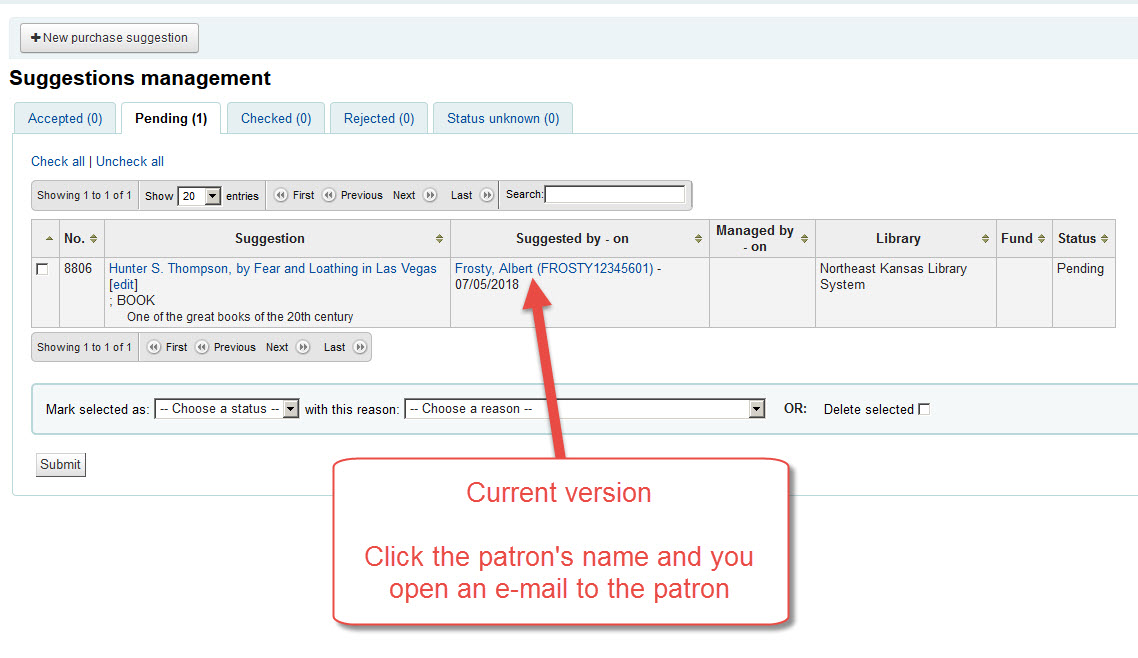 New purchase suggestion
Suggestions management
Accepted (0) Pending (1) Checked (0) Rejected (0) Status unknown (0)
Check all | Uncheck all
Showing 1 to 1 of 1 Show 20 entries First Previous Next Last Search:
No. Suggestion Suggested by - on Managed by - on Library Fund Status
8806 Hunter S. Thompson, by Fear and Loathing in Las Vegas Frosty, Albert (FROSTY12345601) - Northeast Kansas Library Pending
[edit] 07/05/2018 System
; BOOK
One of the great books of the 20th century
Showing 1 to 1 of 1 First Previous Next Last
Mark selected as: -- Choose a status -- with this reason: -- Choose a reason -- OR: Delete selected
Submit
Current version
Click the patron's name and you
open an e-mail to the patron